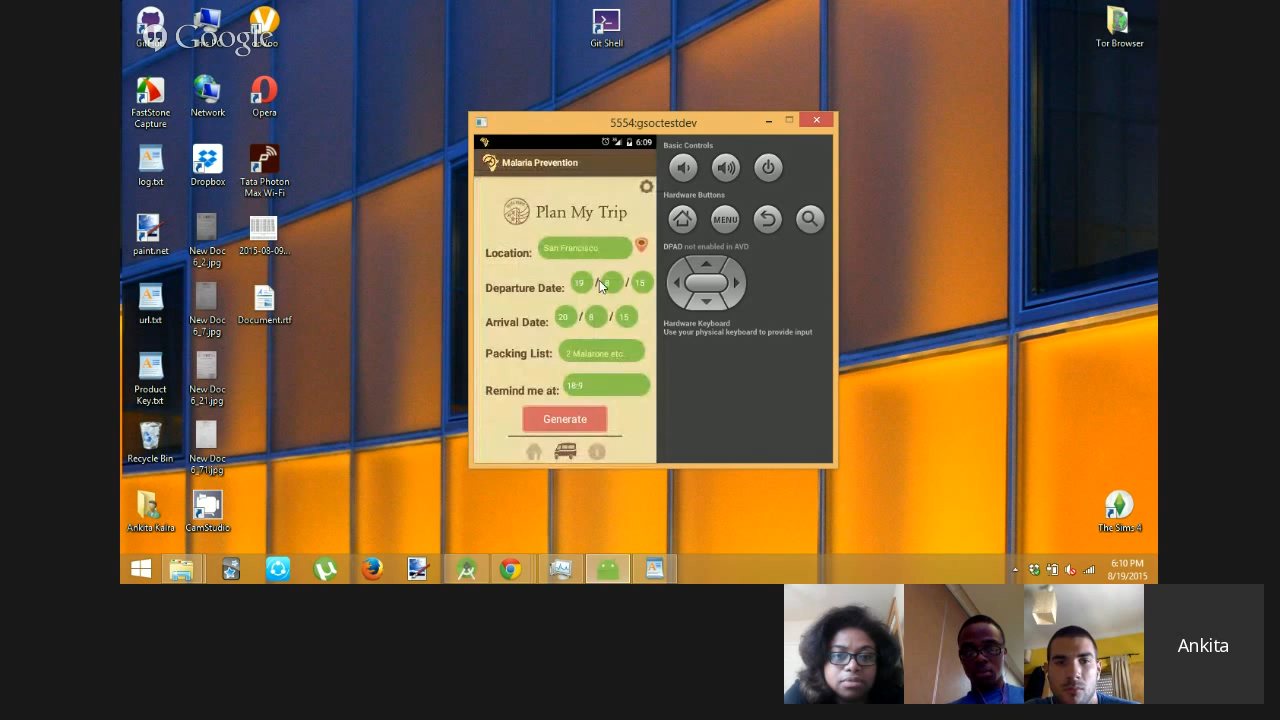 Google
Git Shell
Tor Browser
FastStone
Capture
Network
Opera
log.txt
Dropbox
Tata Photon
Max Wi-Fi
paint.net
New Doc
6_2.jpg
2015-08-09...
url.txt
New Doc
6_7.jpg
Document.rtf
Product
Key.txt
New Doc
6_21.jpg
Recycle Bin
New Doc
6_71.jpg
Ankita Kalra
CamStudio
The Sims 4
5554:gsoctestdev
6:09
Malaria Prevention
Plan My Trip
Location: San Francisco
Departure Date: 19 / 8 / 15
Arrival Date: 20 / 8 / 15
Packing List: 2 Malarone etc
Remind me at: 18:9
Generate
Basic Controls
Hardware Buttons
MENU
DPAD not enabled in AVD
Hardware Keyboard
Use your physical keyboard to provide input
6:10 PM
8/19/2015
Ankita